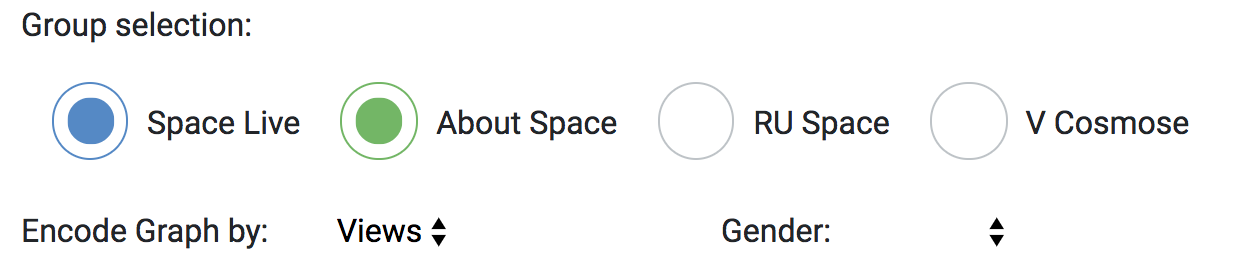 Group selection:
Space Live About Space RU Space V Cosmose
Encode Graph by: Views Gender: